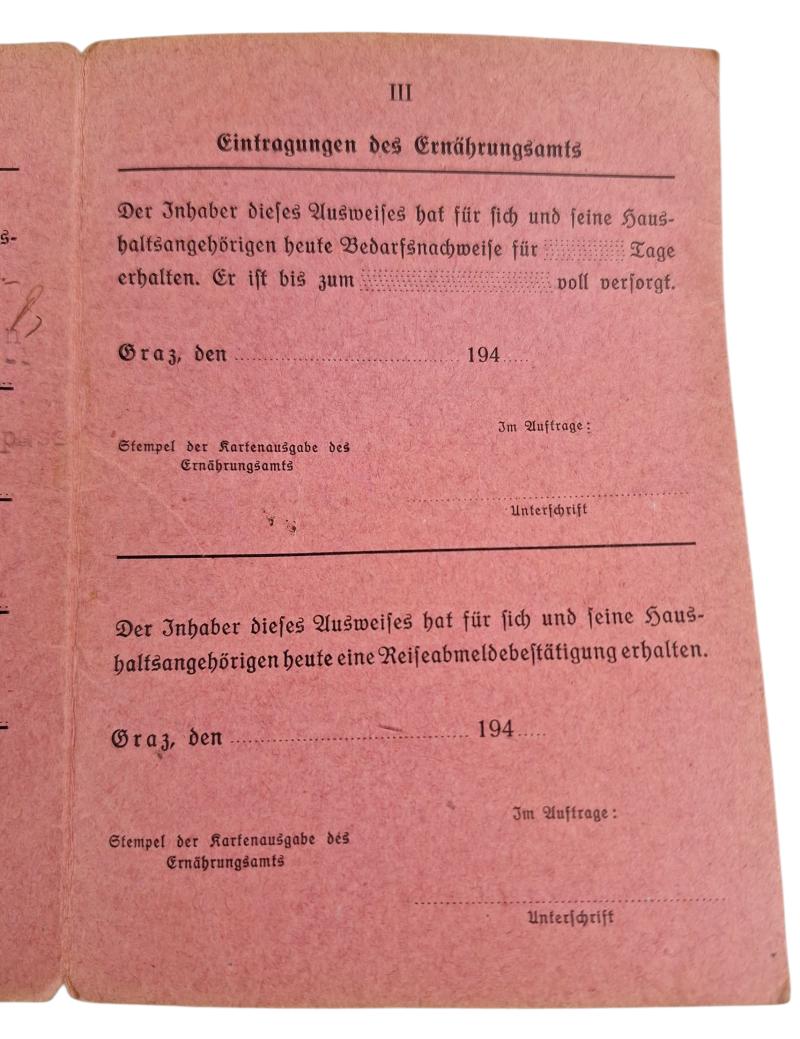 III
Eintragungen des Ernährungsamts
Der Inhaber dieses Ausweises hat für sich und seine Haus-
haltsangehörigen heute Bedarfsnachweise für Tage
erhalten. Er ist bis zum voll versorgt.
Graz, den 194
Im Auftrage:
Stempel der Kartenausgabe des
Ernährungsamts
Unterschrift
Der Inhaber dieses Ausweises hat für sich und seine Haus-
haltsangehörigen heute eine Reiseabmeldebestätigung erhalten.
Graz, den 194
Im Auftrage:
Stempel der Kartenausgabe des
Ernährungsamts
Unterschrift